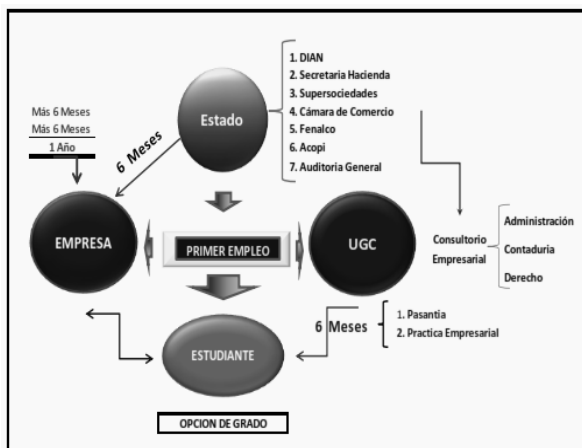 Estado
1. DIAN
2. Secretaria Hacienda
3. Supersociedades
4. Cámara de Comercio
5. Fenalco
6. Acopi
7. Auditoria General
Más 6 Meses
Más 6 Meses
1 Año
6 Meses
EMPRESA
PRIMER EMPLEO
UGC
Consultorio
Empresarial
Administración
Contaduria
Derecho
6 Meses
1. Pasantia
2. Practica Empresarial
ESTUDIANTE
OPCION DE GRADO